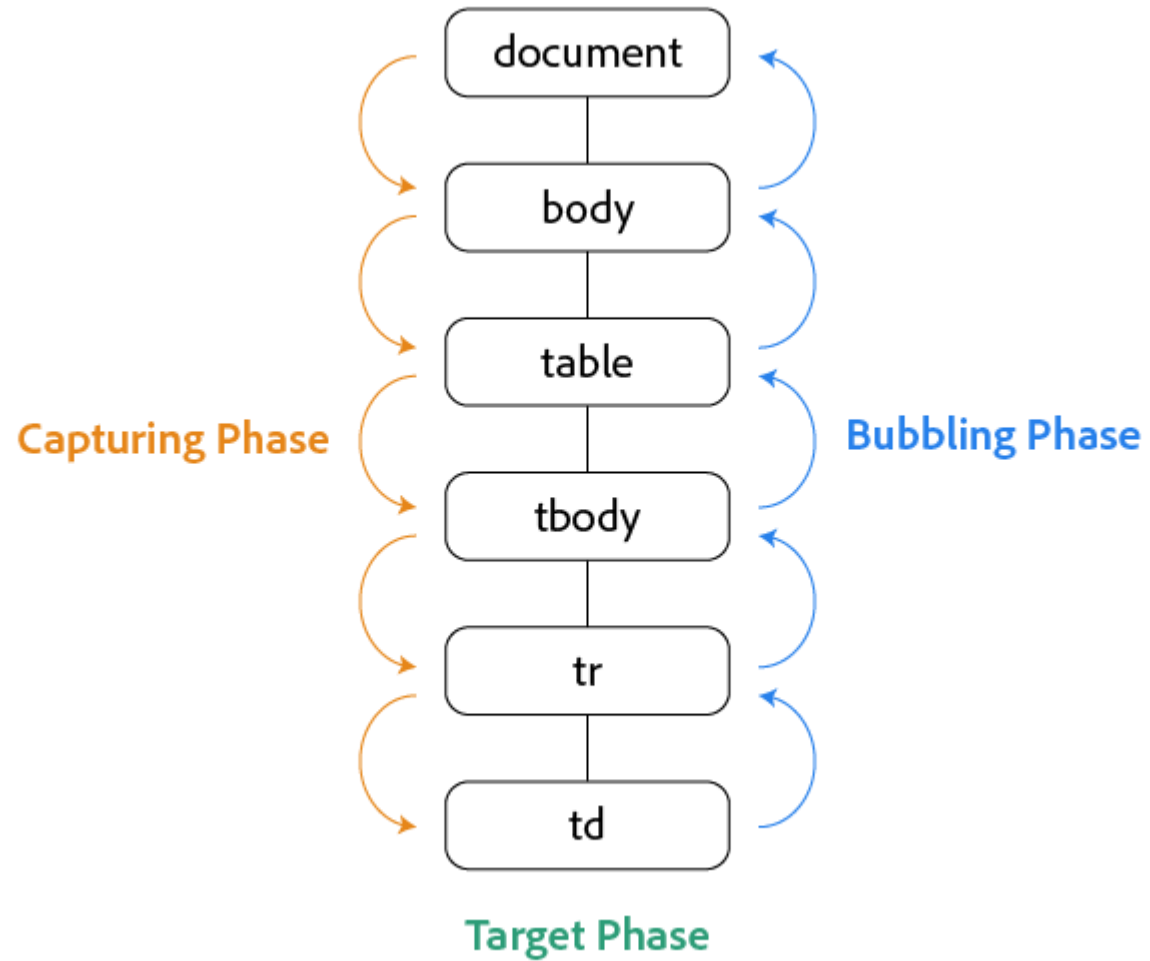 document
body
table
Capturing Phase
Bubbling Phase
tbody
tr
td
Target Phase